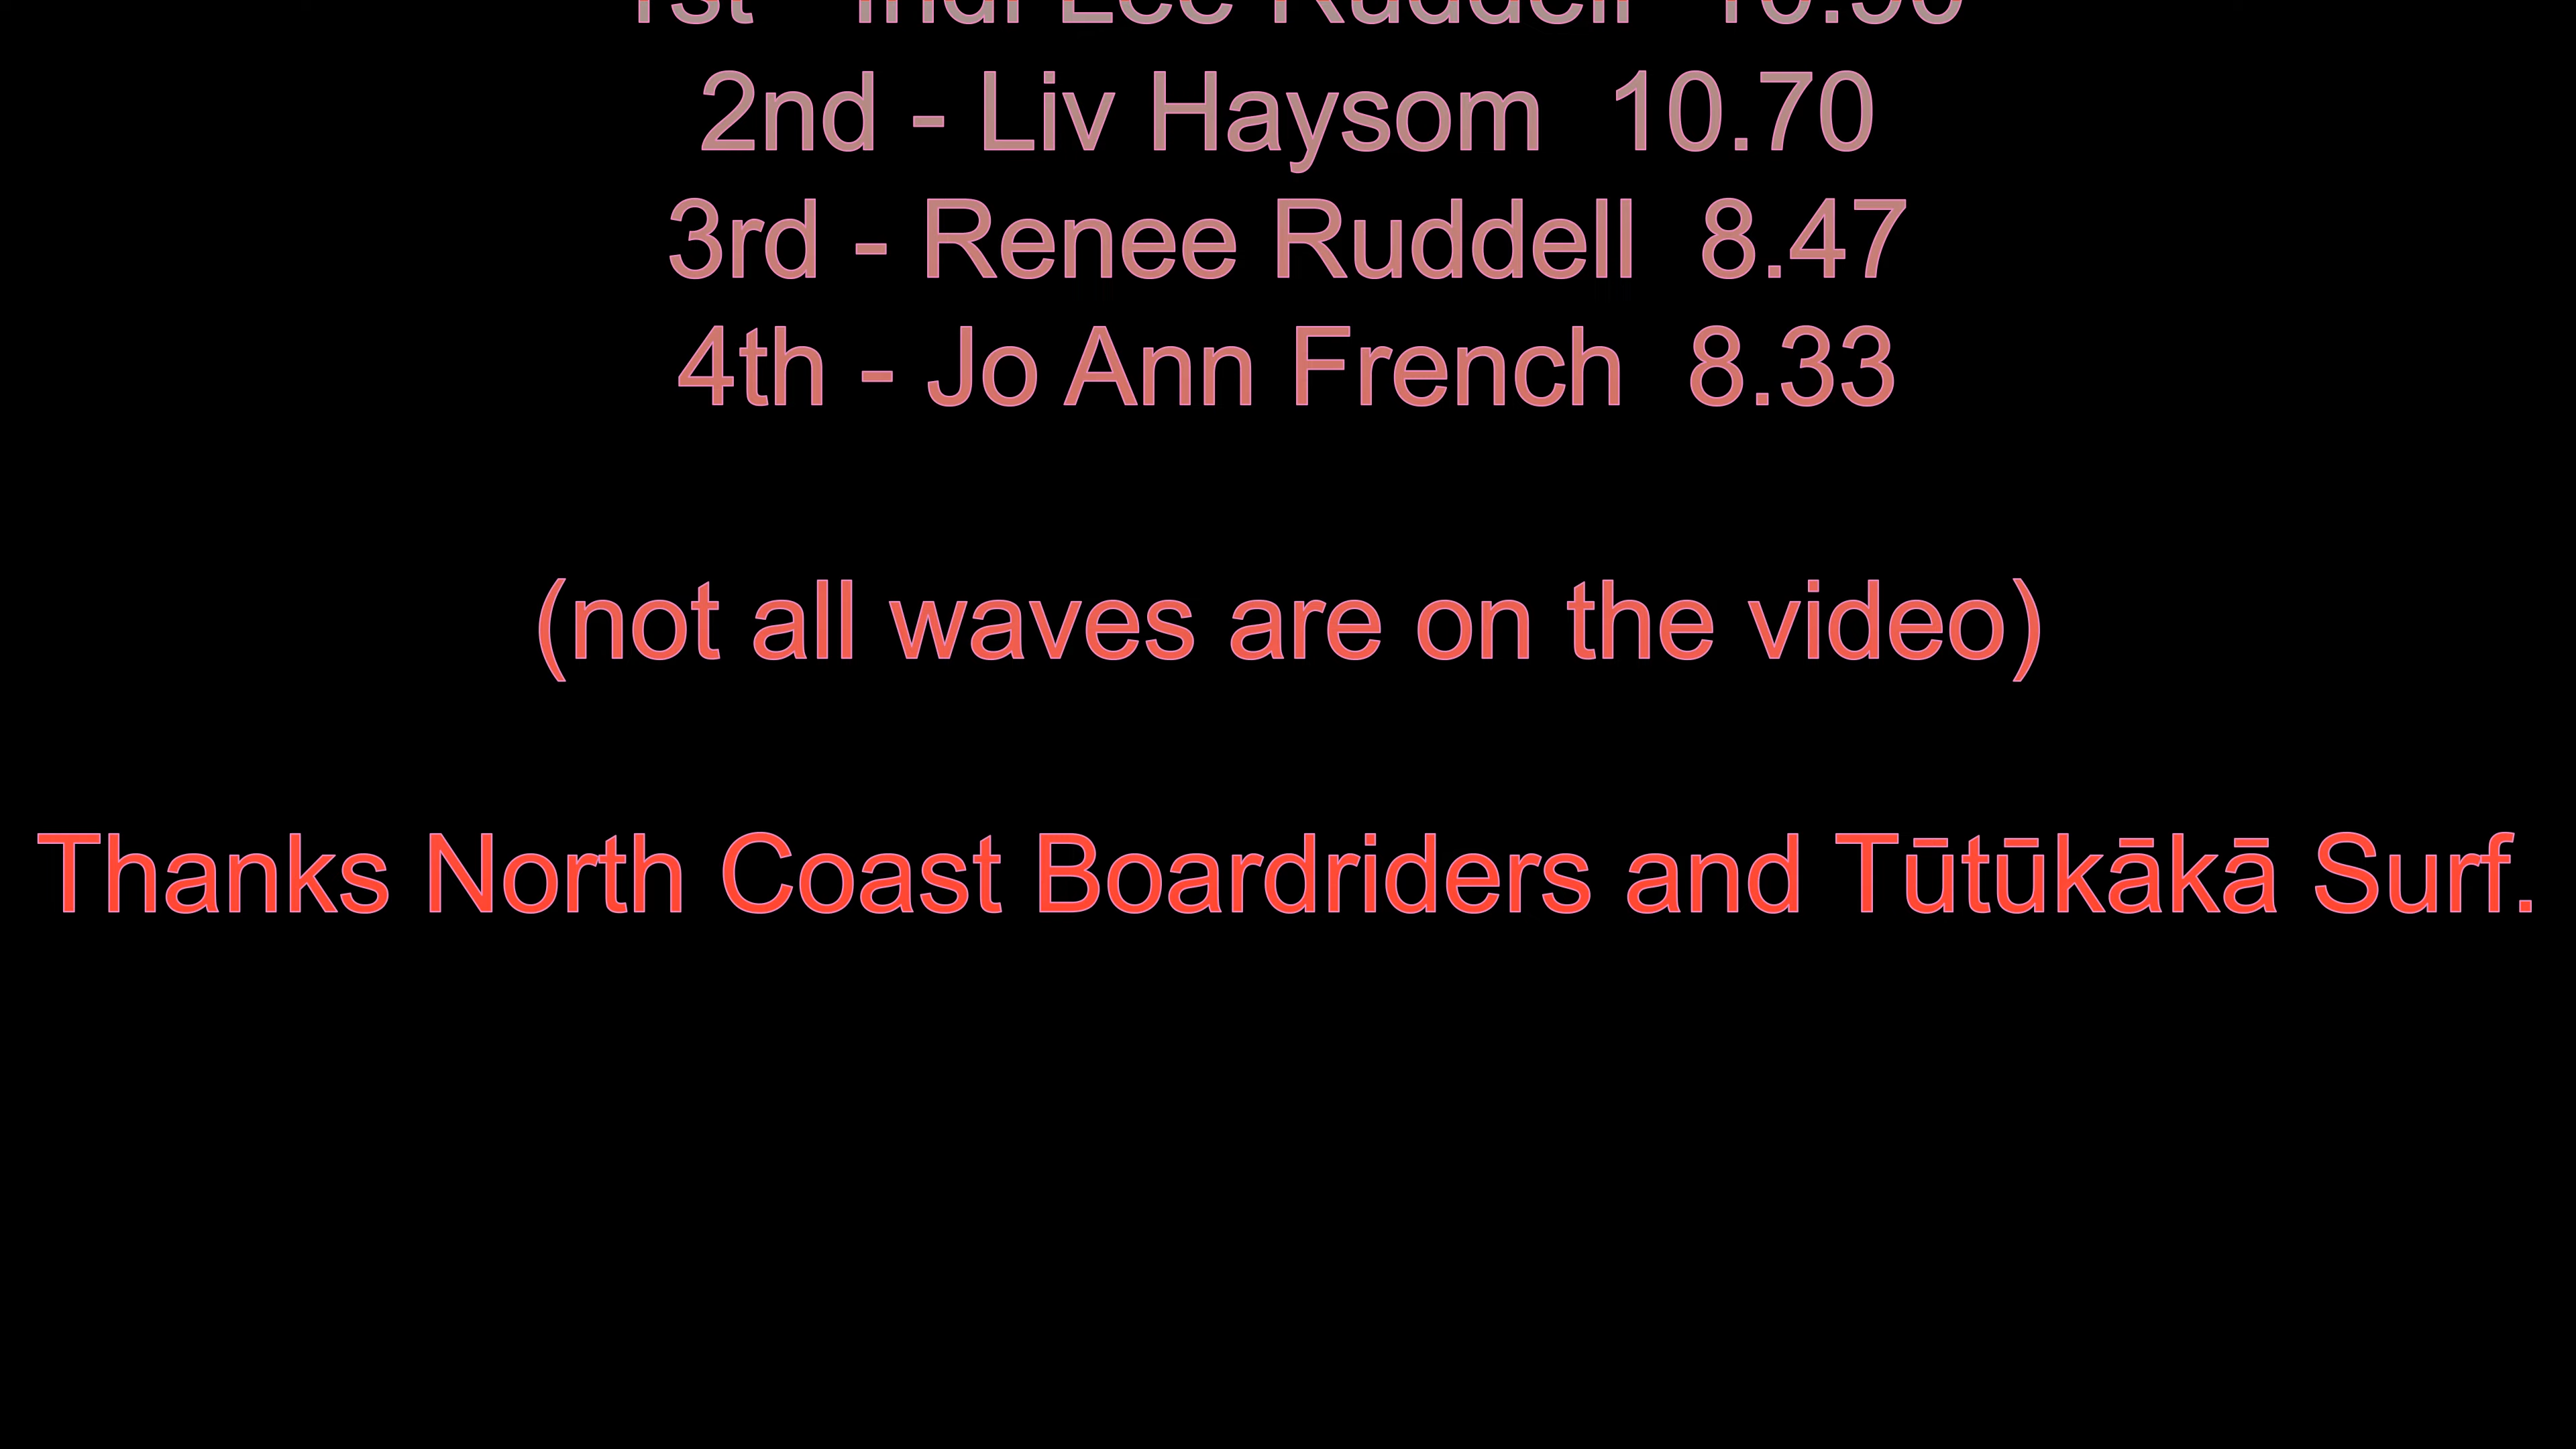 2nd - Liv Haysom 10.70
3rd - Renee Ruddell 8.47
4th - Jo Ann French 8.33
(not all waves are on the video)
Thanks North Coast Boardriders and Tūtūkākā Surf.